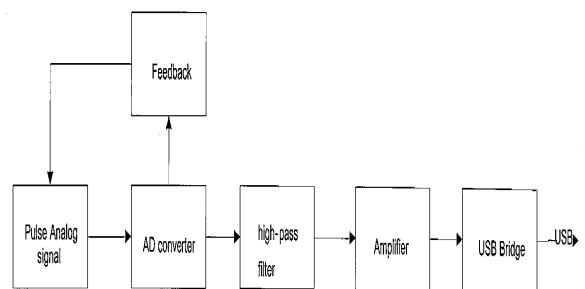 Feedback
Pulse Analog
signal
AD converter
high-pass
filter
Amplifier
USB Bridge
USB